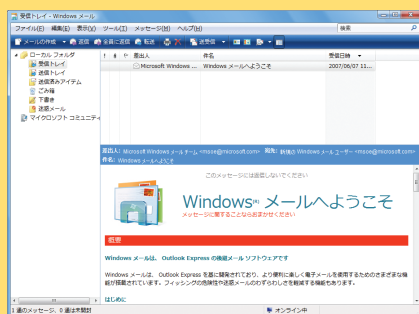 受信トレイ - Windows メール
ファイル(F) 編集(E) 表示(V) ツール(T) メッセージ(M) ヘルプ(H)
検索
メールの作成 返信 全員に返信 転送 送受信
ローカル フォルダ
受信トレイ
送信トレイ
送信済みアイテム
ごみ箱
下書き
迷惑メール
マイクロソフト コミュニティ
! 差出人 件名 受信日時
Microsoft Windows ... Windows メールへようこそ 2007/06/07 11...
差出人: Microsoft Windows メール チーム <msoe@microsoft.com> 宛先: 新規の Windows メール ユーザー <msoe@microsoft.com>
件名: Windows メールへようこそ
このメッセージには返信しないでください
Windows® メールへようこそ
メッセージに関することならおまかせください
概要
Windows メールは、 Outlook Express の後継メール ソフトウェアです
Windows メールは、 Outlook Express を基に開発されており、より便利に楽しく電子メールを使用するためのさまざまな機
能が搭載されています。フィッシングの危険性や迷惑メールのわずらわしさを軽減する機能もあります。
はじめに
1 通のメッセージ、0 通は未開封 オンライン中